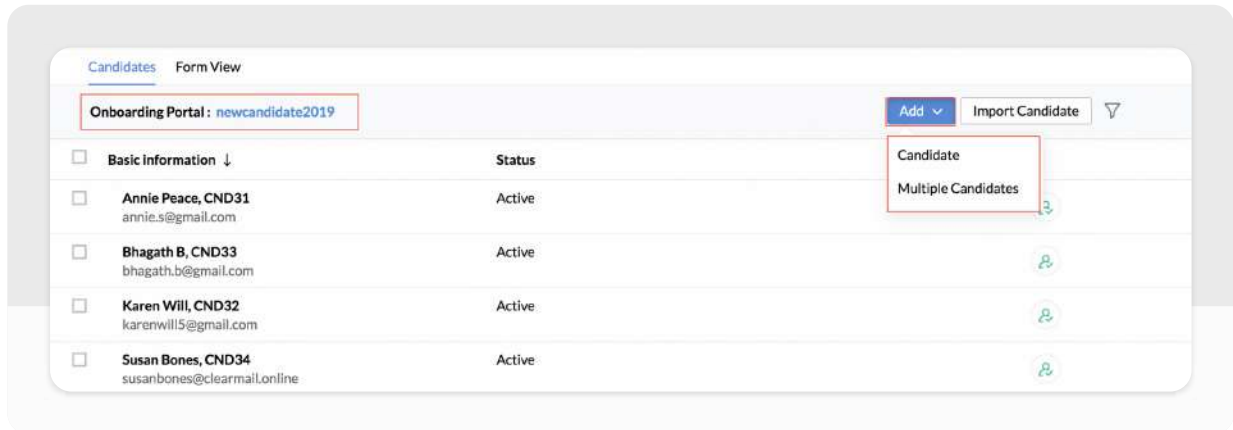 Candidates Form View
Onboarding Portal : newcandidate2019 Add Import Candidate
Basic information ↓ Status Candidate
Annie Peace, CND31 Active Multiple Candidates
annie.s@gmail.com
Bhagath B, CND33 Active
bhagath.b@gmail.com
Karen Will, CND32 Active
karenwill5@gmail.com
Susan Bones, CND34 Active
susanbones@clearmail.online